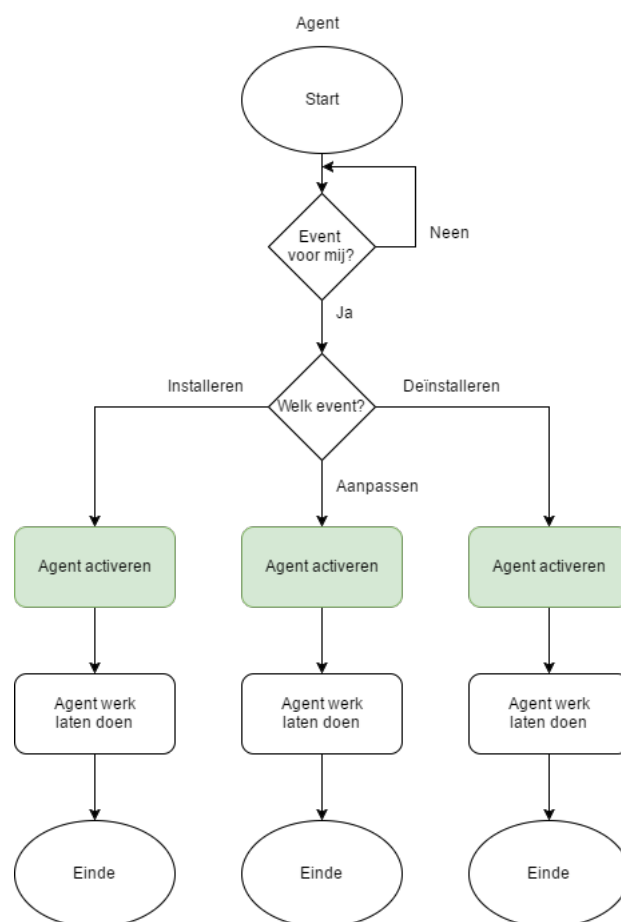 Agent
Start
Event
voor mij?
Neen
Ja
Installeren
Welk event?
Deïnstalleren
Aanpassen
Agent activeren
Agent activeren
Agent activeren
Agent werk
laten doen
Agent werk
laten doen
Agent werk
laten doen
Einde
Einde
Einde